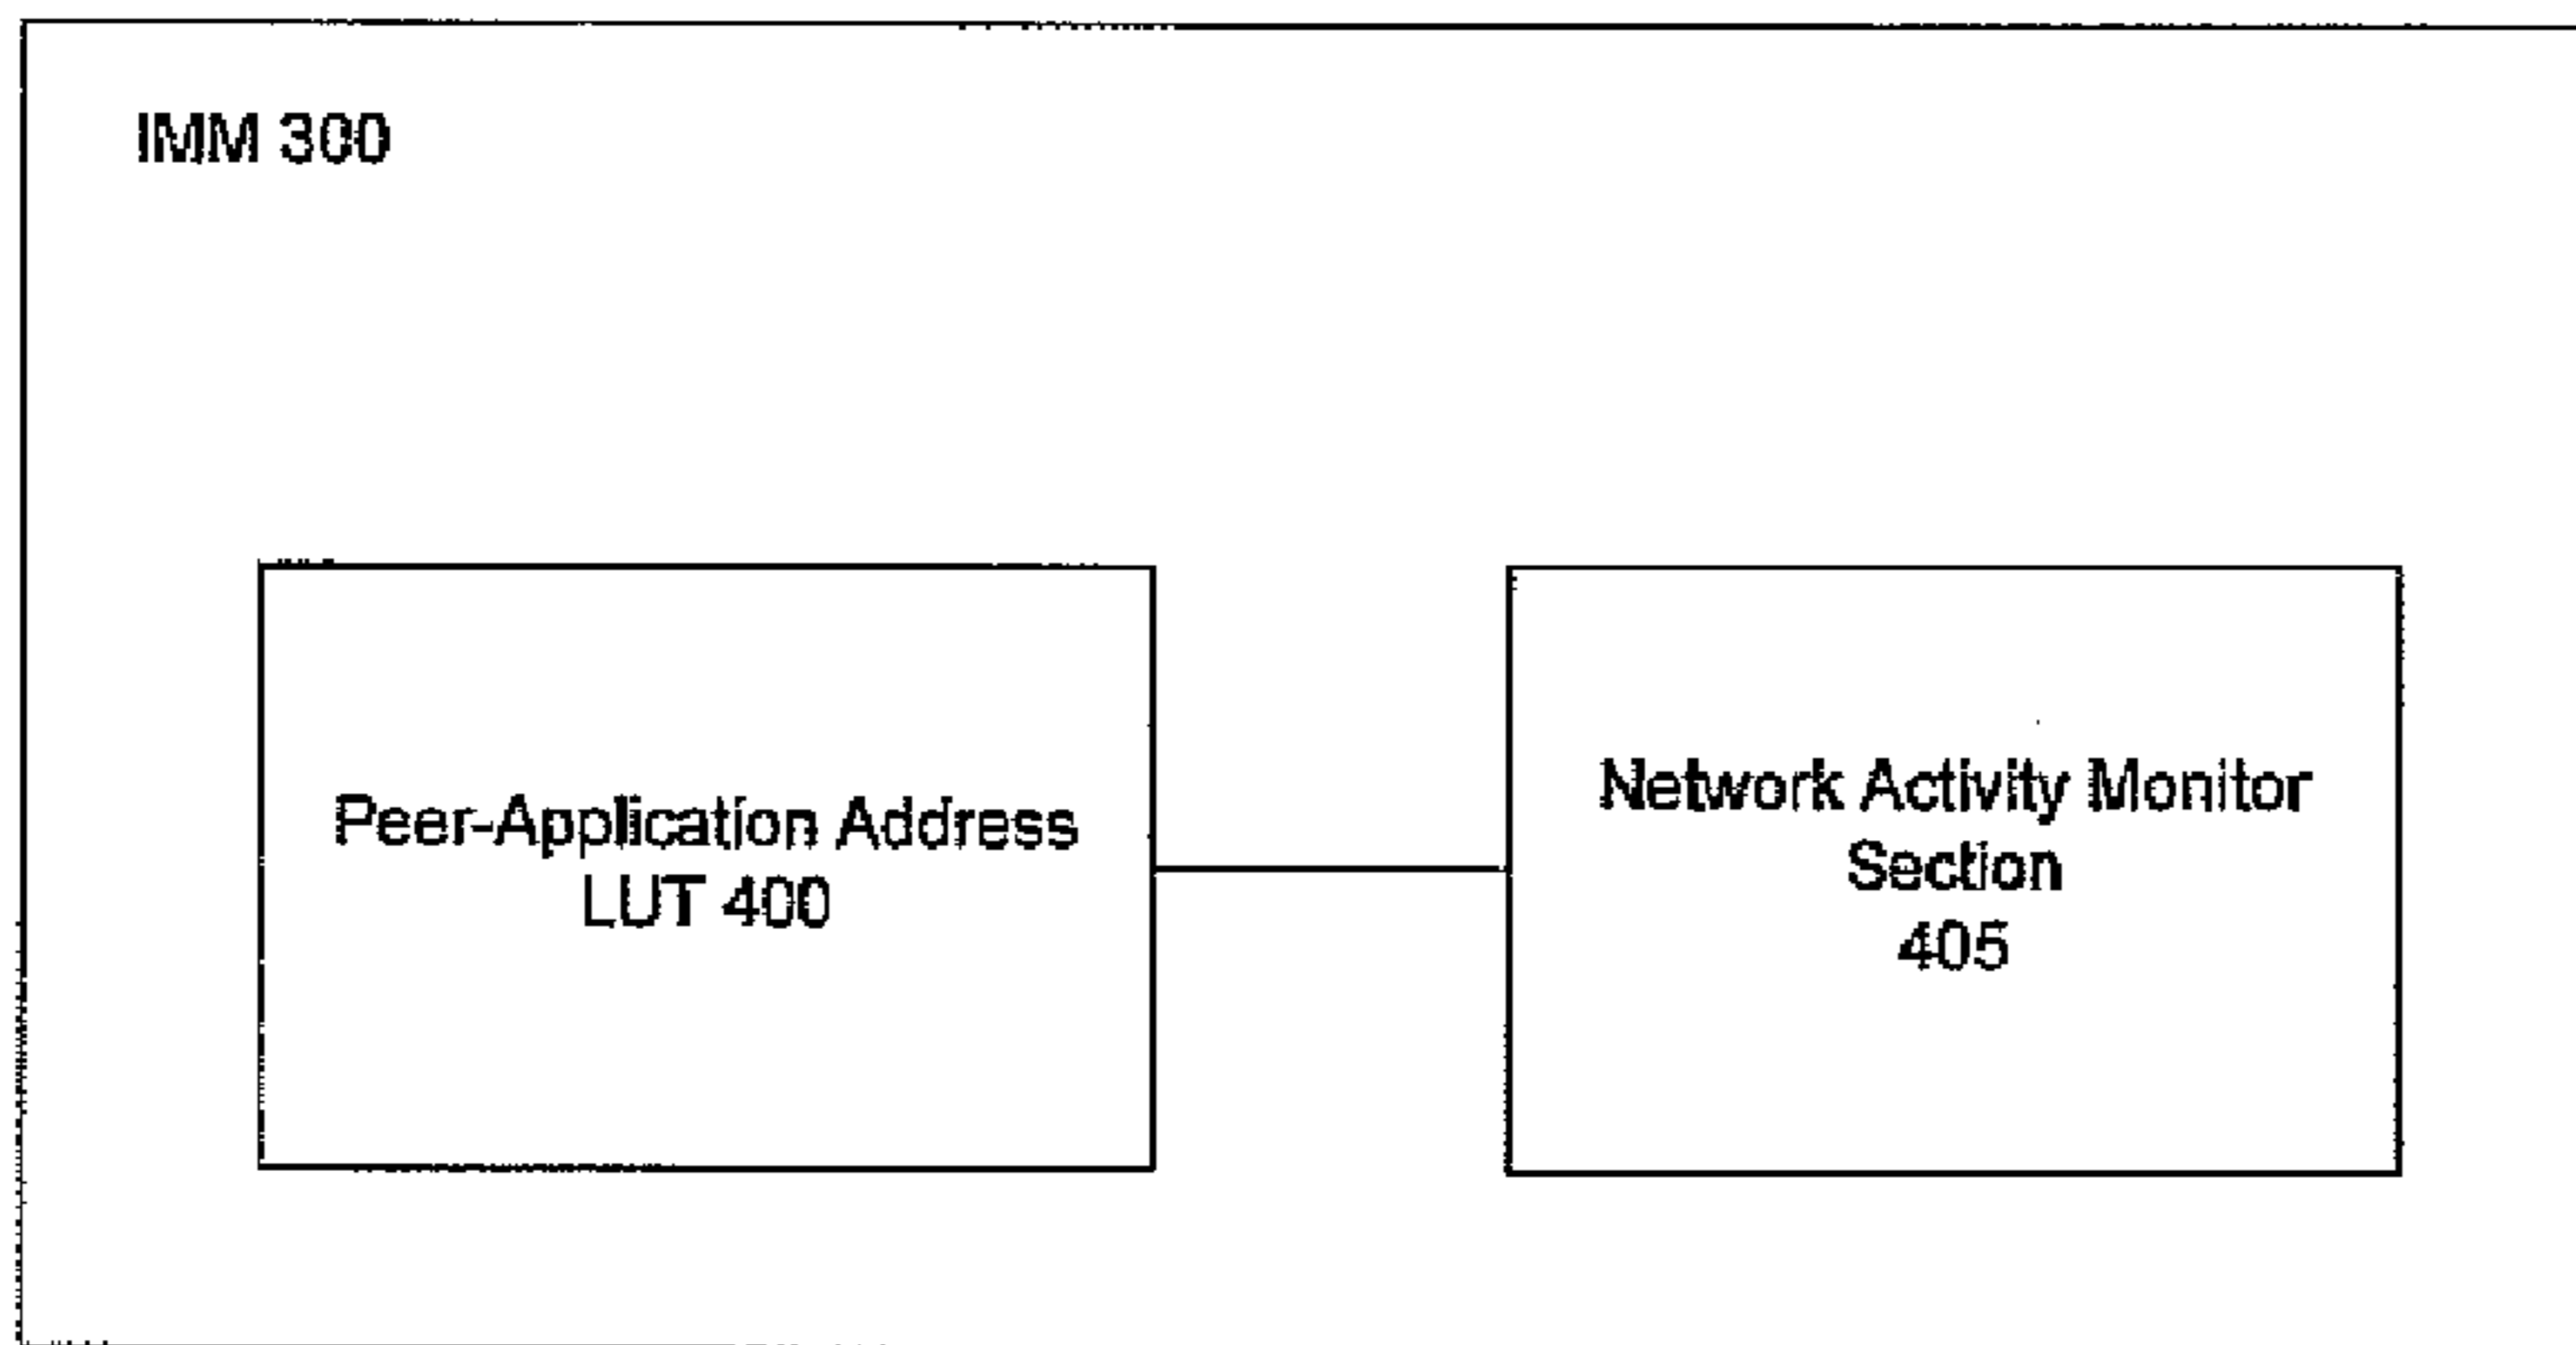 IMM 300
Peer-Application Address
LUT 400
Network Activity Monitor
Section
405